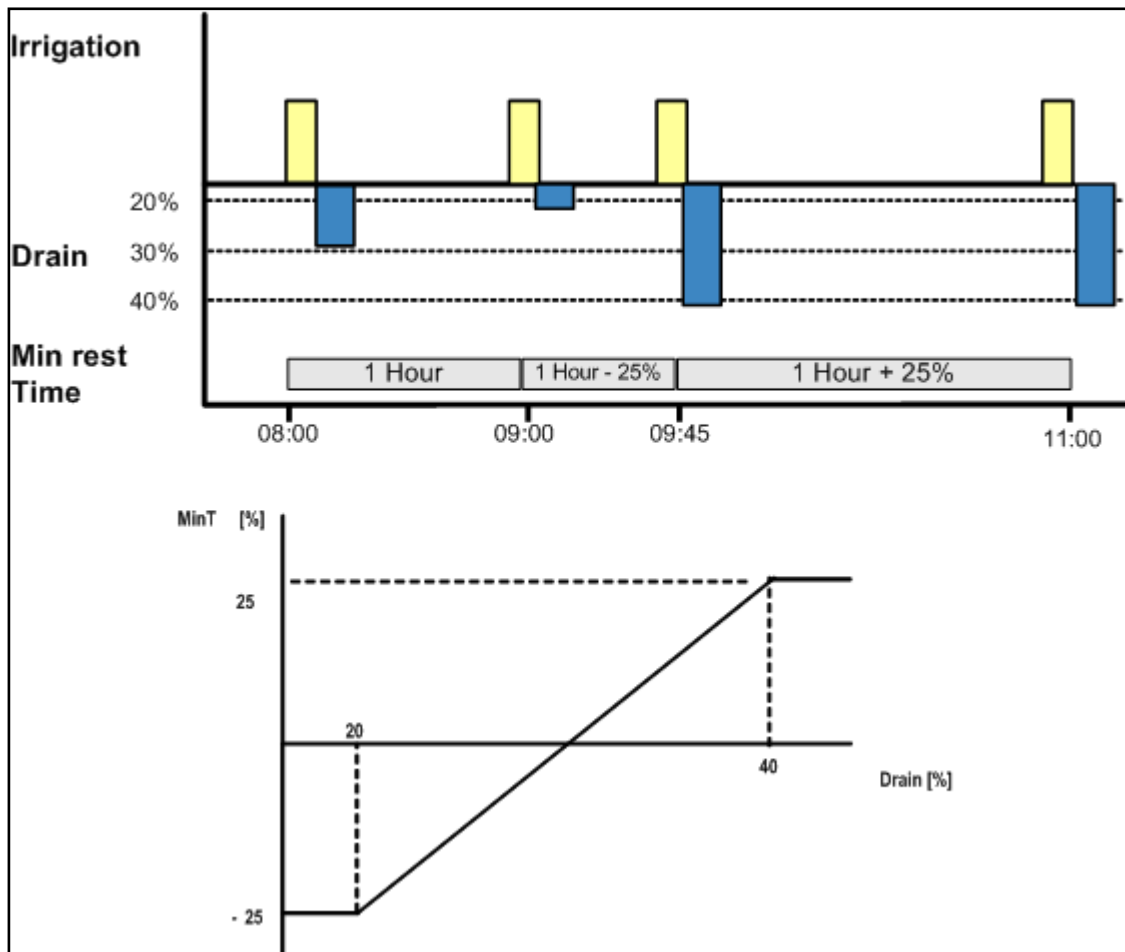 Irrigation
20%
Drain 30%
40%
Min rest
Time
1 Hour 1 Hour - 25% 1 Hour + 25%
08:00 09:00 09:45 11:00
MinT [%]
25
20
40
Drain [%]
- 25